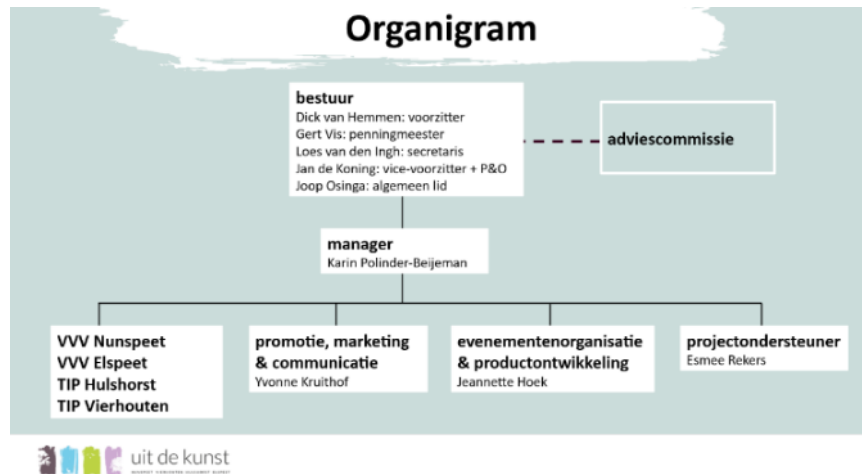 Organigram
bestuur
Dick van Hemmen: voorzitter
Gert Vis: penningmeester
Loes van den Ingh: secretaris
Jan de Koning: vice-voorzitter + P&O
Joop Osinga: algemeen lid
adviescommissie
manager
Karin Polinder-Beijeman
VVV Nunspeet
VVV Elspeet
TIP Hulshorst
TIP Vierhouten
promotie, marketing
& communicatie
Yvonne Kruithof
evenementenorganisatie
& productontwikkeling
Jeannette Hoek
projectondersteuner
Esmee Rekers
uit de kunst